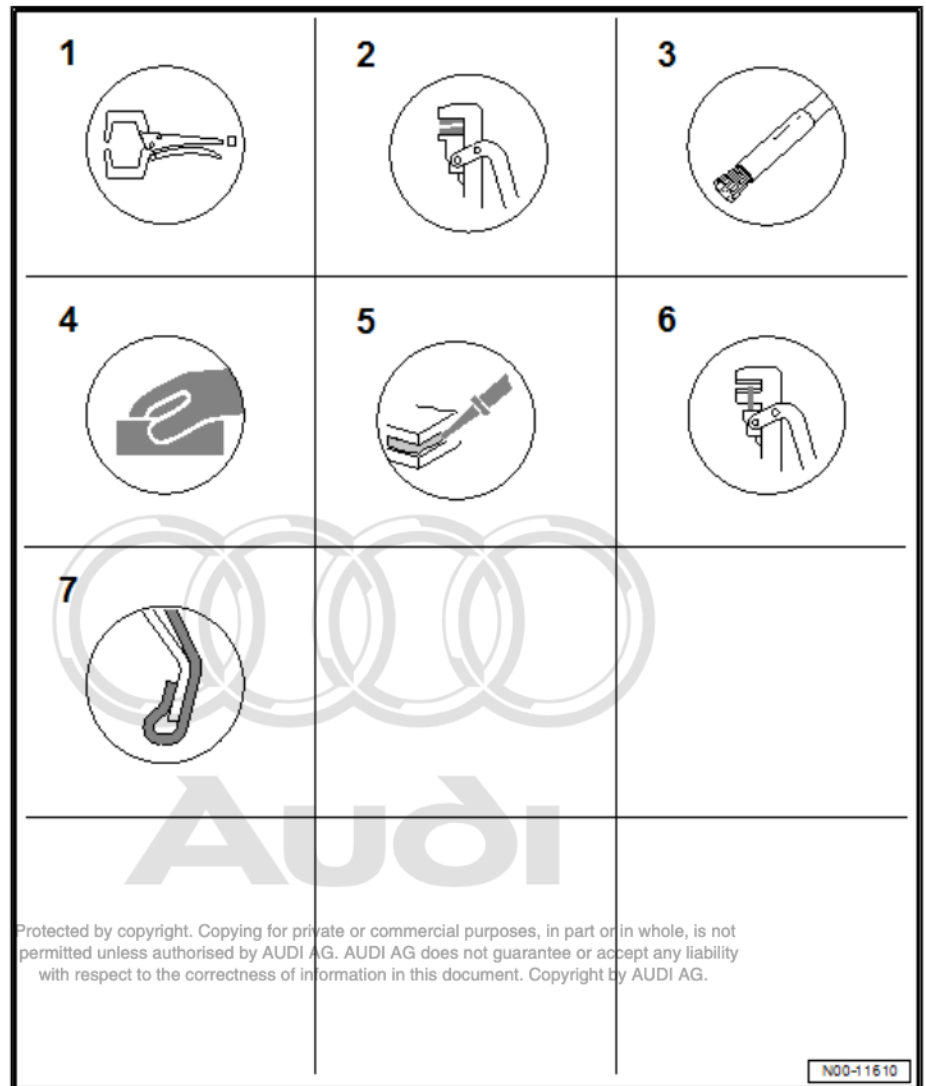 1 2 3
4 5 6
7
Audi
Protected by copyright. Copying for private or commercial purposes, in part or in whole, is not
permitted unless authorised by AUDI AG. AUDI AG does not guarantee or accept any liability
with respect to the correctness of information in this document. Copyright by AUDI AG.
N00-11610